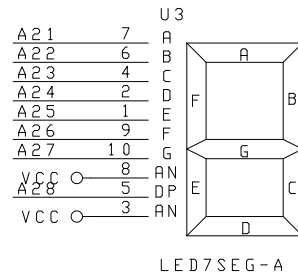 U3
A21 7 A
A22 6 B
A23 4 C
A24 2 D
A25 1 E
A26 9 F
A27 10 G
VCC 8 AN
A28 5 DP
VCC 3 AN
A
F B
G
E C
D
LED7SEG-A